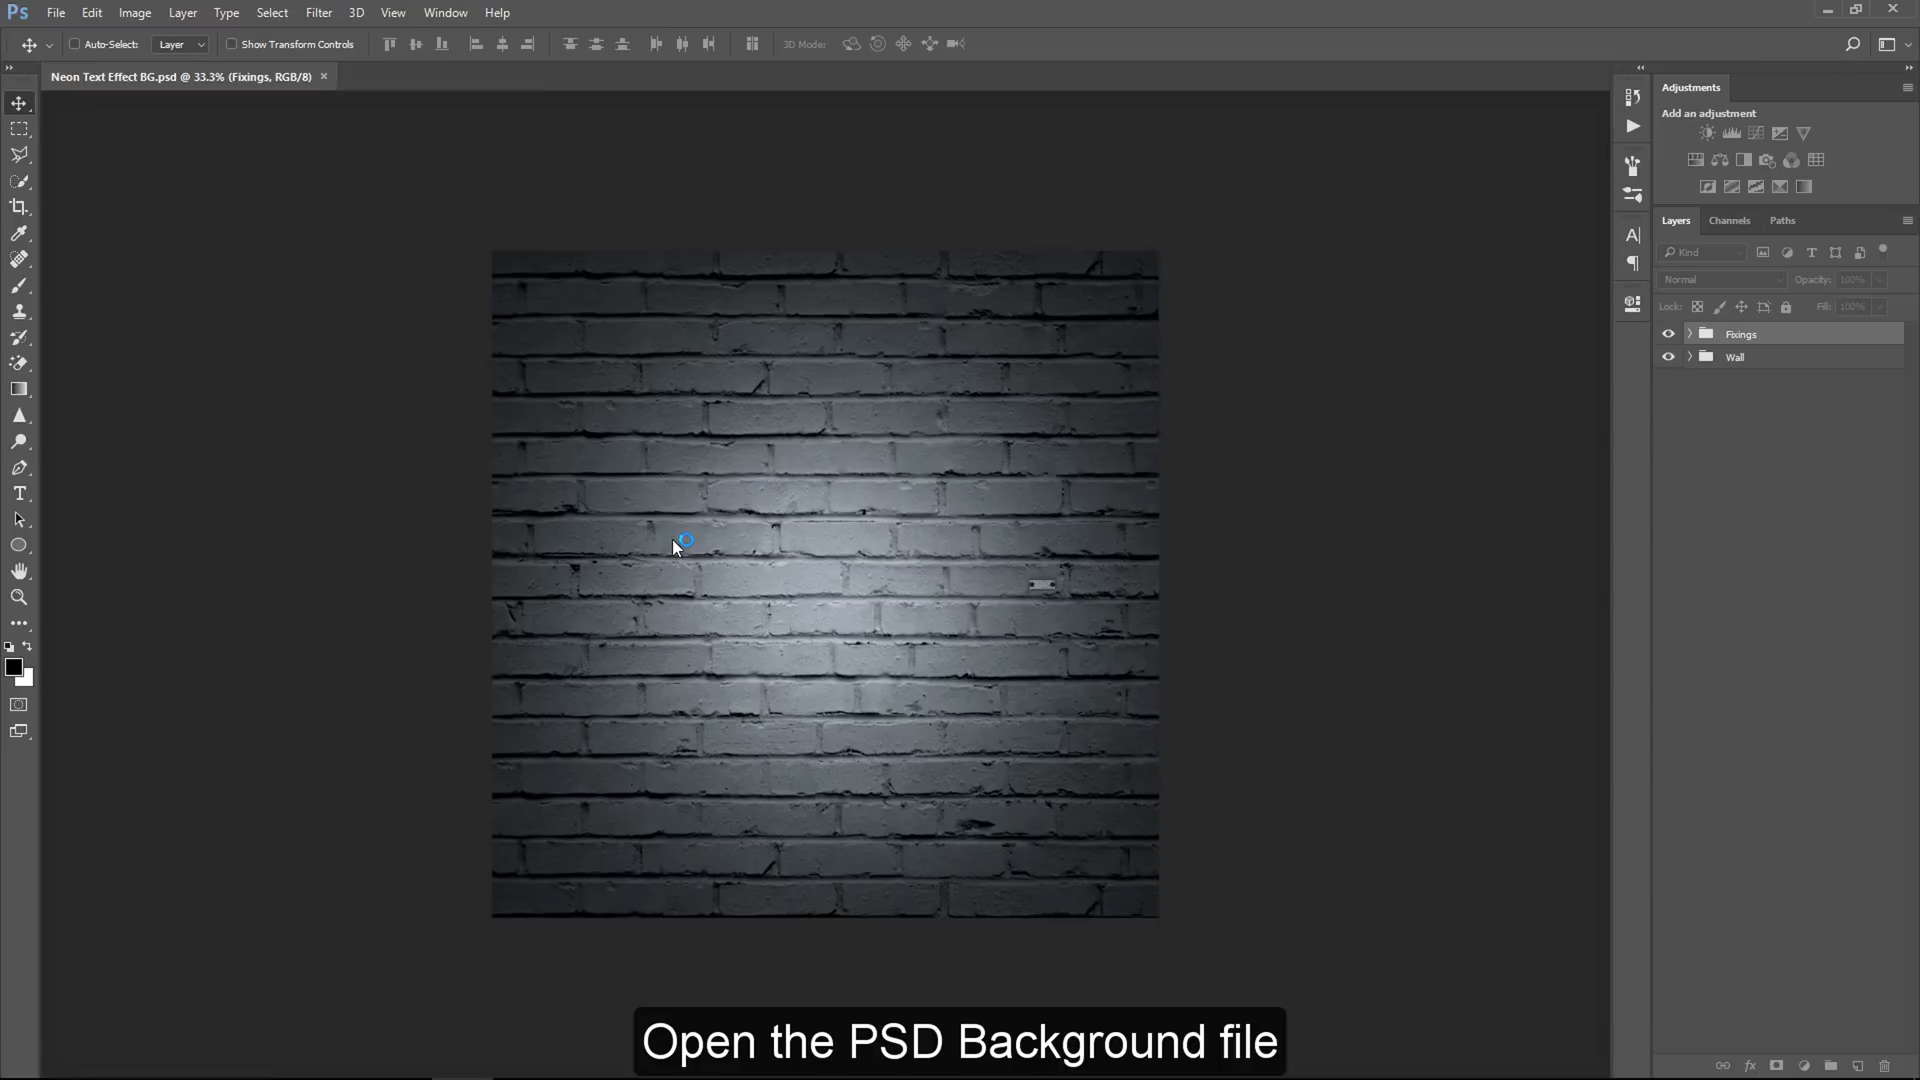 Ps File Edit Image Layer Type Select Filter 3D View Window Help
Auto-Select: Layer Show Transform Controls 3D Mode:
Neon Text Effect BG.psd @ 33.3% (Fixings, RGB/8) ×
Adjustments
Add an adjustment
Layers Channels Paths
Kind
Normal Opacity: 100%
Lock: Fill: 100%
Fixings
Wall
Open the PSD Background file